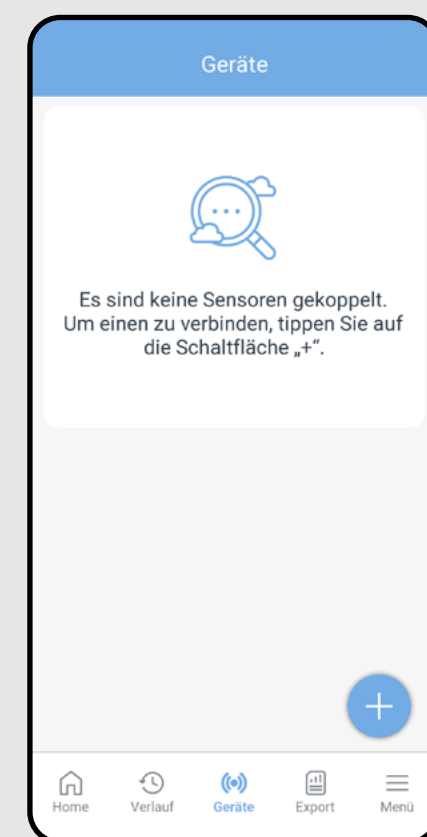 Geräte
Es sind keine Sensoren gekoppelt.
Um einen zu verbinden, tippen Sie auf
die Schaltfläche „+“.
+
Home Verlauf Geräte Export Menü